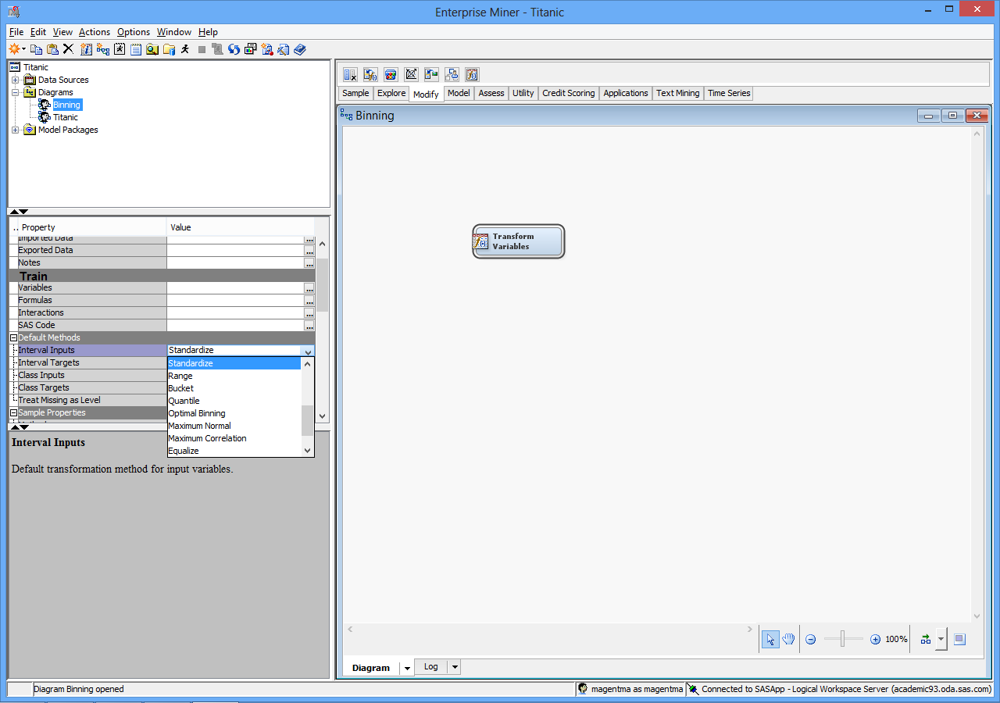 Enterprise Miner - Titanic
File Edit View Actions Options Window Help
Titanic
Data Sources
Diagrams
Binning
Titanic
Model Packages
.. Property Value
Imported Data ...
Exported Data ...
Notes ...
Train
Variables ...
Formulas ...
Interactions ...
SAS Code ...
Default Methods
Interval Inputs Standardize
Interval Targets
Class Inputs
Class Targets
Treat Missing as Level
Sample Properties
Standardize
Range
Bucket
Quantile
Optimal Binning
Maximum Normal
Maximum Correlation
Equalize
Interval Inputs
Default transformation method for input variables.
Sample Explore Modify Model Assess Utility Credit Scoring Applications Text Mining Time Series
Binning
Transform
Variables
100%
Diagram Log
Diagram Binning opened
magentma as magentma
Connected to SASApp - Logical Workspace Server (academic93.oda.sas.com)